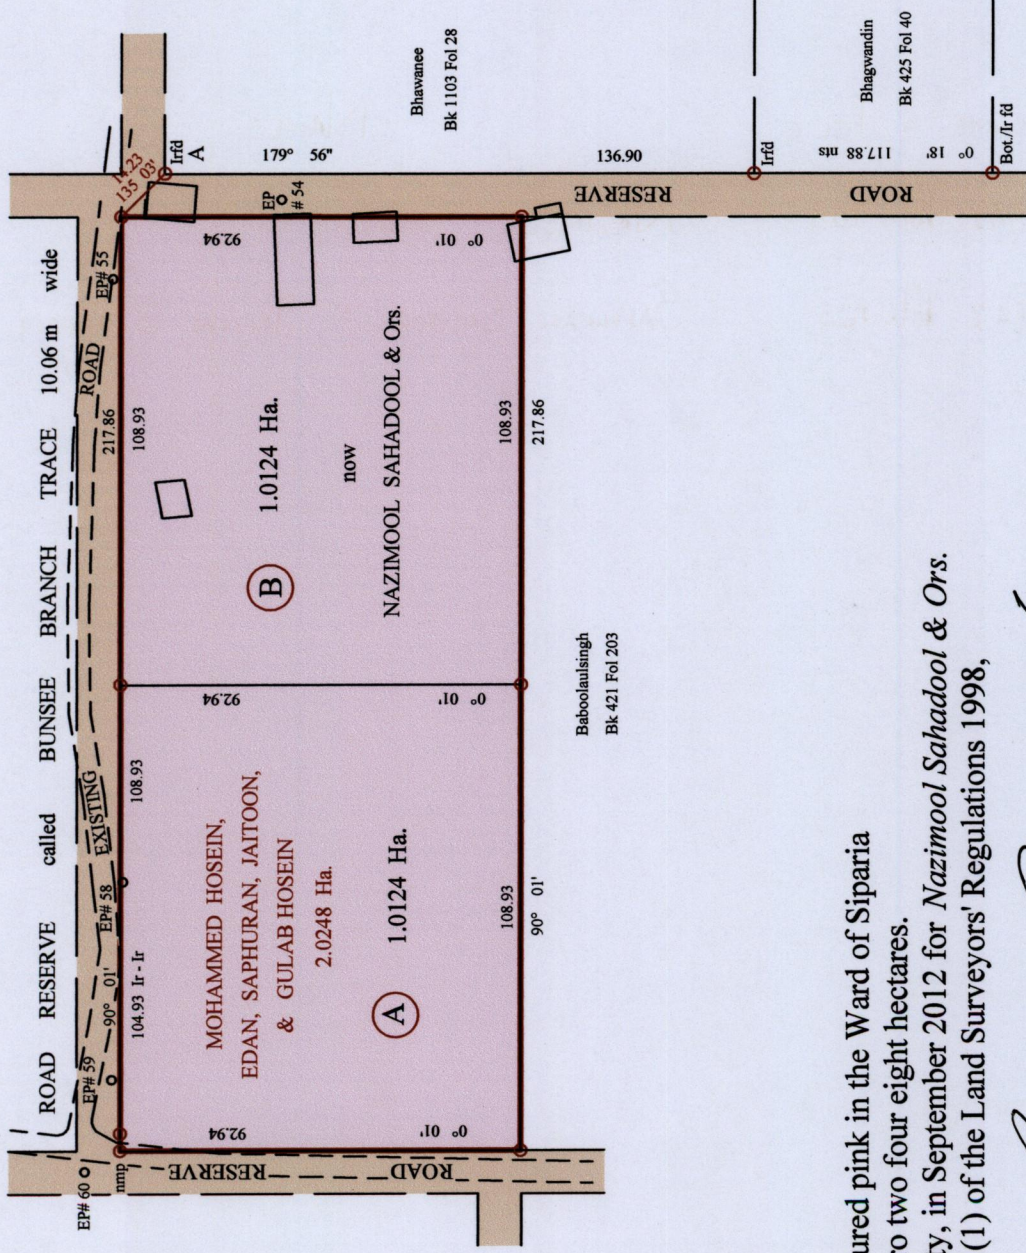 ROAD RESERVE called BUNSEE BRANCH TRACE 10.06 m wide
EP# 60
nmp
EP# 59
90° 01'
104.93 Ir - Ir
EP# 58
EXISTING
108.93
ROAD
217.86
108.93
EP# 55
14.23
135 03'
Irfd
A
179° 56"
136.90
Irfd
0° 18'
117.88 nts
Bot./Ir fd
Bhawanee
Bk 1103 Fol 28
Bhagwandin
Bk 425 Fol 40
RESERVE
ROAD
EP
# 54
92.94
0° 01'
92.94
0° 01'
92.94
0° 01'
RESERVE
ROAD
MOHAMMED HOSEIN,
EDAN, SAPHURAN, JAITOON,
& GULAB HOSEIN
2.0248 Ha.
A
1.0124 Ha.
B
1.0124 Ha.
now
NAZIMOOL SAHADOOL & Ors.
108.93
90° 01'
108.93
217.86
Baboolaulsingh
Bk 421 Fol 203
ured pink in the Ward of Siparia
ro two four eight hectares.
y, in September 2012 for Nazimool Sahadool & Ors.
(1) of the Land Surveyors' Regulations 1998,